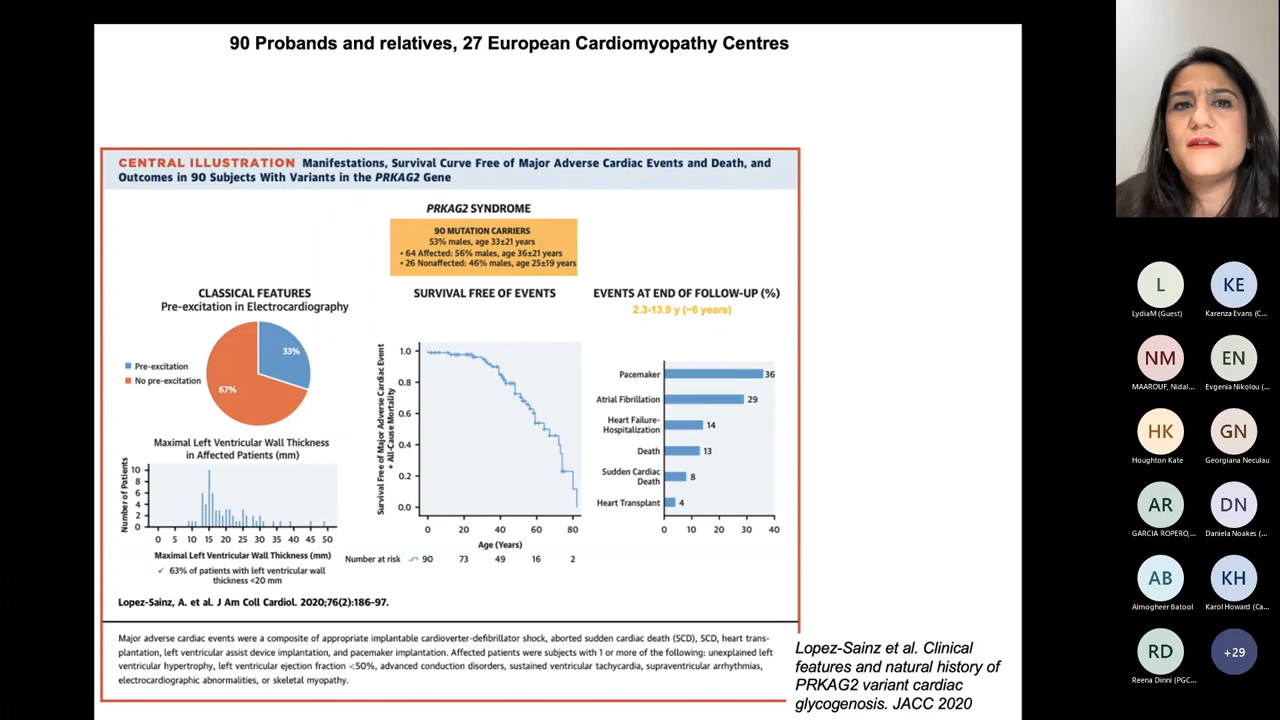 90 Probands and relatives, 27 European Cardiomyopathy Centres
CENTRAL ILLUSTRATION Manifestations, Survival Curve Free of Major Adverse Cardiac Events and Death, and
Outcomes in 90 Subjects With Variants in the PRKAG2 Gene
PRKAG2 SYNDROME
90 MUTATION CARRIERS
53% males, age 33±21 years
• 64 Affected: 56% males, age 36±21 years
• 26 Nonaffected: 46% males, age 25±19 years
CLASSICAL FEATURES
Pre-excitation in Electrocardiography
Pre-excitation
No pre-excitation
33%
67%
Maximal Left Ventricular Wall Thickness
in Affected Patients (mm)
Number of Patients
10
8
6
4
2
0
0 5 10 15 20 25 30 35 40 45 50
Maximal Left Ventricular Wall Thickness (mm)
✓ 63% of patients with left ventricular wall
thickness <20 mm
SURVIVAL FREE OF EVENTS
Survival Free of Major Adverse Cardiac Event
+ All-Cause Mortality
1.0
0.8
0.6
0.4
0.2
0.0
0 20 40 60 80
Age (Years)
Number at risk 90 73 49 16 2
EVENTS AT END OF FOLLOW-UP (%)
2.3-13.9 y (~6 years)
Pacemaker 36
Atrial Fibrillation 29
Heart Failure-
Hospitalization 14
Death 13
Sudden Cardiac
Death 8
Heart Transplant 4
0 10 20 30 40
Lopez-Sainz, A. et al. J Am Coll Cardiol. 2020;76(2):186–97.
Major adverse cardiac events were a composite of appropriate implantable cardioverter-defibrillator shock, aborted sudden cardiac death (SCD), SCD, heart trans-
plantation, left ventricular assist device implantation, and pacemaker implantation. Affected patients were subjects with 1 or more of the following: unexplained left
ventricular hypertrophy, left ventricular ejection fraction <50%, advanced conduction disorders, sustained ventricular tachycardia, supraventricular arrhythmias,
electrocardiographic abnormalities, or skeletal myopathy.
Lopez-Sainz et al. Clinical
features and natural history of
PRKAG2 variant cardiac
glycogenosis. JACC 2020
L
LydiaM (Guest)
KE
Karenza Evans (C...
NM
MAAROUF, Nidal...
EN
Evgenia Nikolou (...
HK
Houghton Kate
GN
Georgiana Neculau
AR
GARCIA ROPERO,...
DN
Daniela Noakes (...
AB
Almogheer Batool
KH
Karol Howard (Ca...
RD
Reena Dinni (PGC...
+29